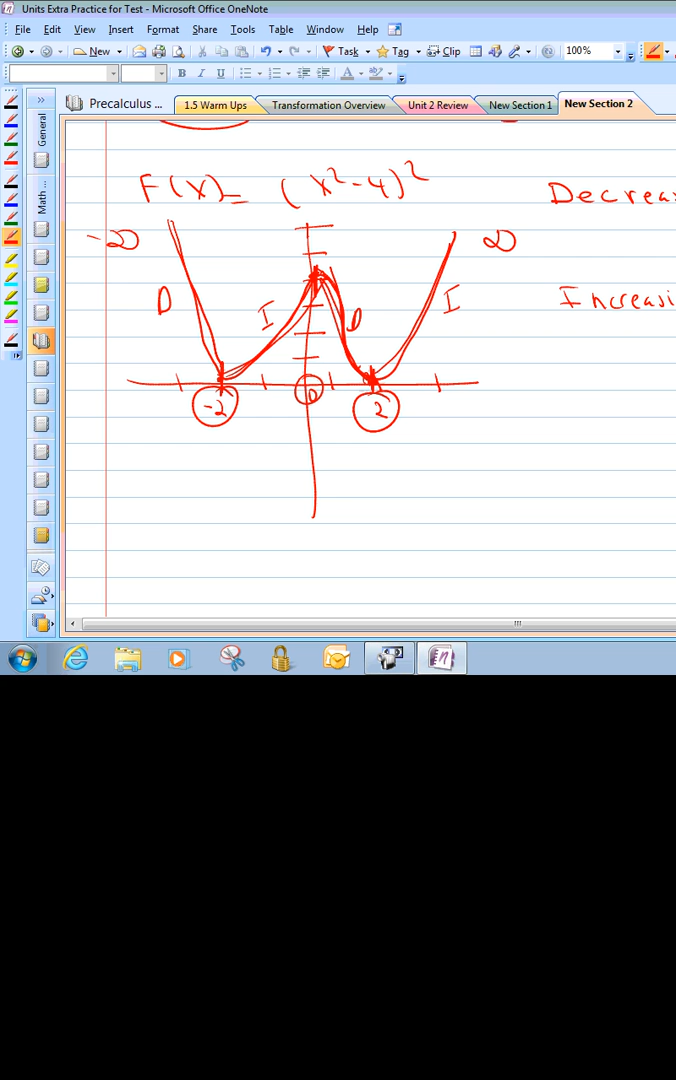 Units Extra Practice for Test - Microsoft Office OneNote
File Edit View Insert Format Share Tools Table Window Help
New Task Tag Clip 100%
B I U A ab
» Precalculus ... 1.5 Warm Ups Transformation Overview Unit 2 Review New Section 1 New Section 2
General
Math ...
F(x) = (x²-4)² Decrea
-∞ ∞
D I D I Increasi
-2 0 2